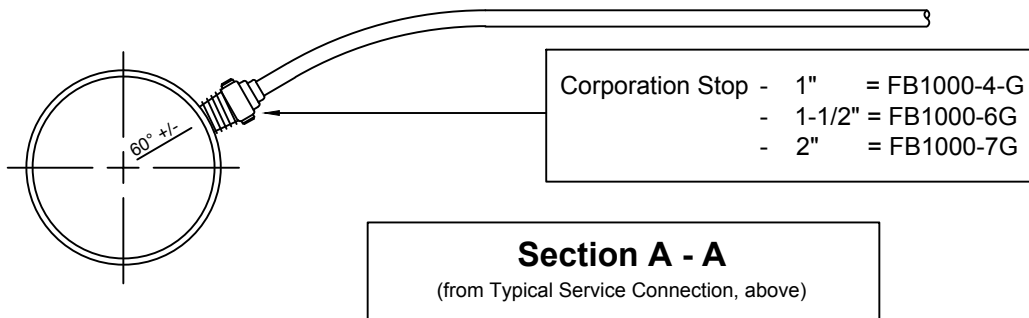 Corporation Stop - 1" = FB1000-4-G
- 1-1/2" = FB1000-6G
- 2" = FB1000-7G
60° +/-
Section A - A
(from Typical Service Connection, above)